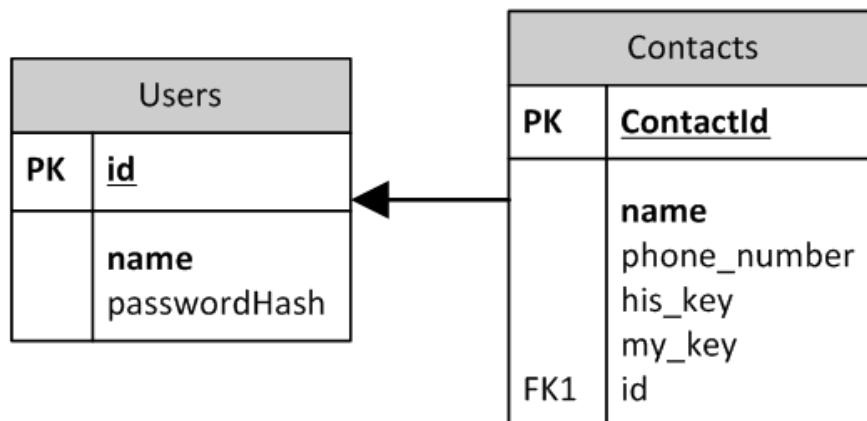 Users
PK id
name
passwordHash
Contacts
PK ContactId
name
phone_number
his_key
my_key
FK1 id